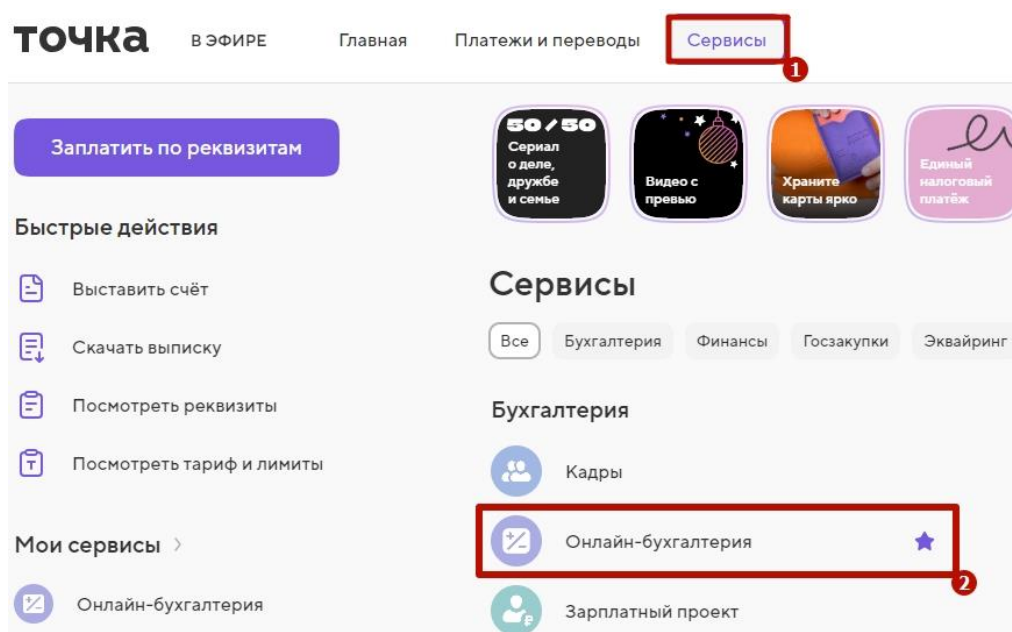 точка
В ЭФИРЕ
Главная
Платежи и переводы
Сервисы
1
Заплатить по реквизитам
Быстрые действия
Выставить счёт
Скачать выписку
Посмотреть реквизиты
Посмотреть тариф и лимиты
Мои сервисы
Онлайн-бухгалтерия
50/50
Сериал
о деле,
дружбе
и семье
Видео с
превью
Храните
карты ярко
Единый
налоговый
платёж
Сервисы
Все
Бухгалтерия
Финансы
Госзакупки
Эквайринг
Бухгалтерия
Кадры
Онлайн-бухгалтерия
2
Зарплатный проект